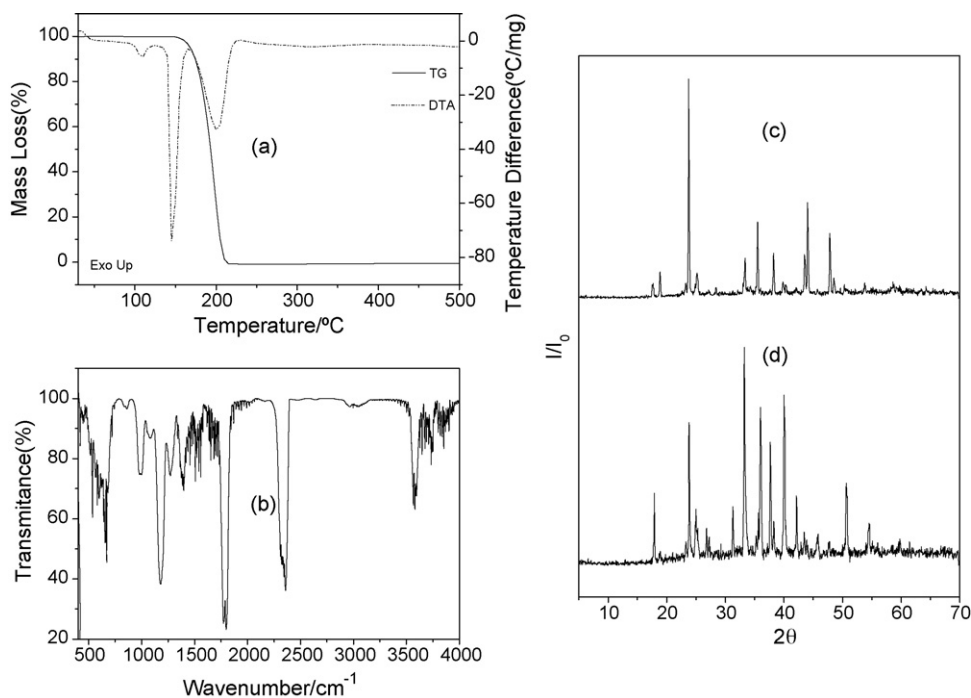 100
80
60
40
20
0
Mass Loss(%)
0
-20
-40
-60
-80
Temperature Difference(ºC/mg)
TG
DTA
(a)
Exo Up
100 200 300 400 500
Temperature/ºC
100
80
60
40
20
Transmitance(%)
(b)
500 1000 1500 2000 2500 3000 3500 4000
Wavenumber/cm⁻¹
(c)
I/I₀
(d)
10 20 30 40 50 60 70
2θ